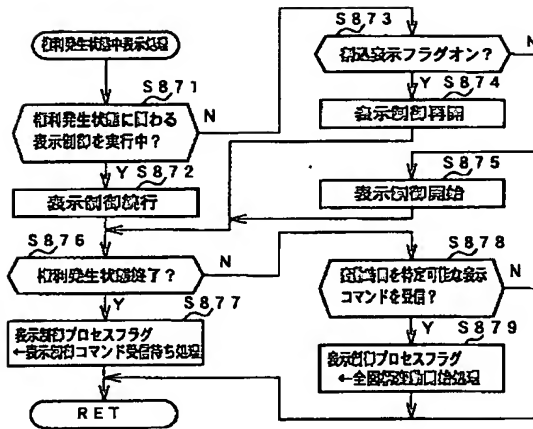 権利発生状態中表示処理
S871
権利発生状態に関わる
表示制御を実行中?
N
Y
S872
表示制御続行
S873
割込表示フラグオン?
N
Y
S874
表示制御再開
S875
表示制御開始
S876
権利発生状態終了?
N
Y
S877
表示制御プロセスフラグ
←表示制御コマンド受信待ち処理
RET
S878
を特定可能な表示
コマンドを受信?
N
Y
S879
表示制御プロセスフラグ
←全図柄変動開始処理